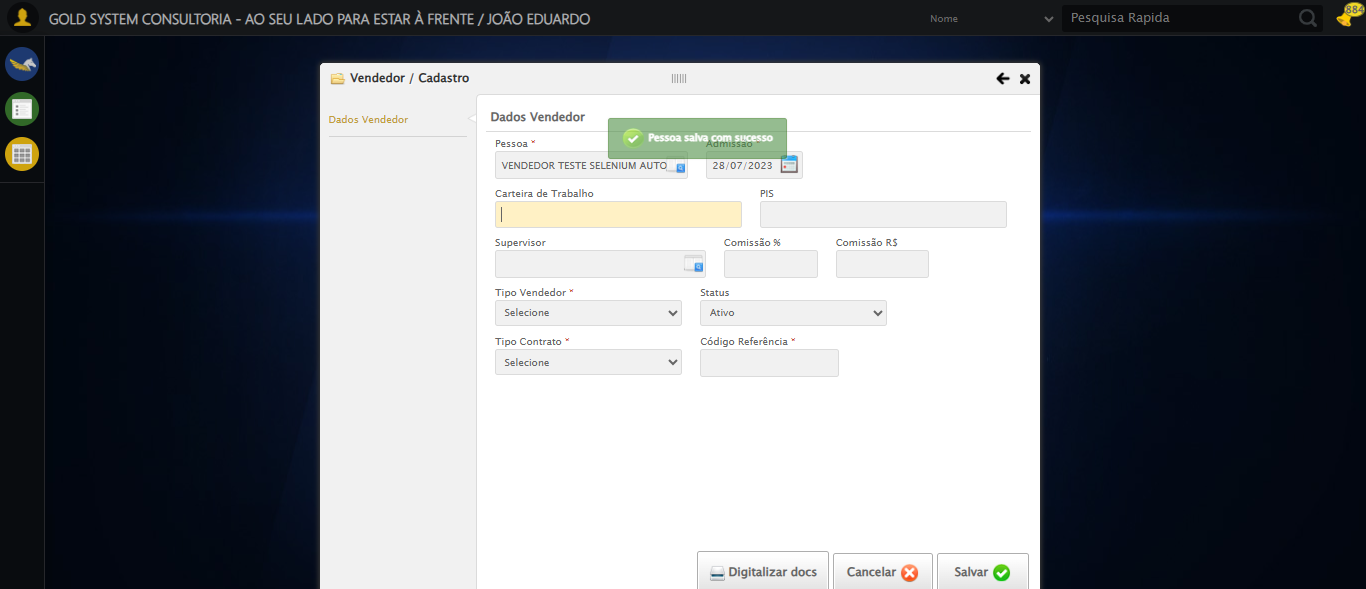 GOLD SYSTEM CONSULTORIA - AO SEU LADO PARA ESTAR À FRENTE / JOÃO EDUARDO
Nome
Pesquisa Rapida
884
Vendedor / Cadastro
Dados Vendedor
Dados Vendedor
Pessoa salva com sucesso
Pessoa *
Admissão *
VENDEDOR TESTE SELENIUM AUTO
28/07/2023
Carteira de Trabalho
PIS
Supervisor
Comissão %
Comissão R$
Tipo Vendedor *
Status
Selecione
Ativo
Tipo Contrato *
Código Referência *
Selecione
Digitalizar docs
Cancelar
Salvar